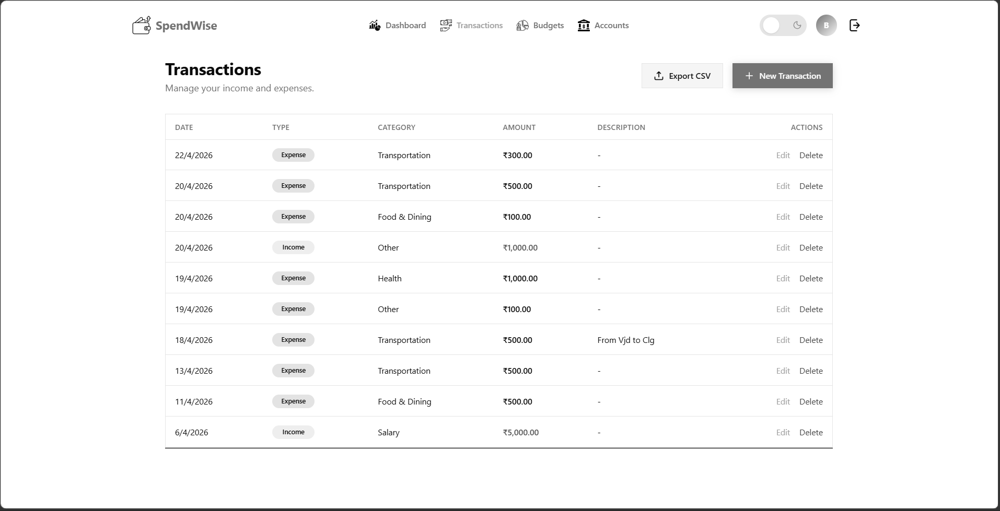 SpendWise
Dashboard Transactions Budgets Accounts
B
Transactions
Manage your income and expenses.
Export CSV
New Transaction
DATE TYPE CATEGORY AMOUNT DESCRIPTION ACTIONS
22/4/2026 Expense Transportation ₹300.00 - Edit Delete
20/4/2026 Expense Transportation ₹500.00 - Edit Delete
20/4/2026 Expense Food & Dining ₹100.00 - Edit Delete
20/4/2026 Income Other ₹1,000.00 - Edit Delete
19/4/2026 Expense Health ₹1,000.00 - Edit Delete
19/4/2026 Expense Other ₹100.00 - Edit Delete
18/4/2026 Expense Transportation ₹500.00 From Vjd to Clg Edit Delete
13/4/2026 Expense Transportation ₹500.00 - Edit Delete
11/4/2026 Expense Food & Dining ₹500.00 - Edit Delete
6/4/2026 Income Salary ₹5,000.00 - Edit Delete